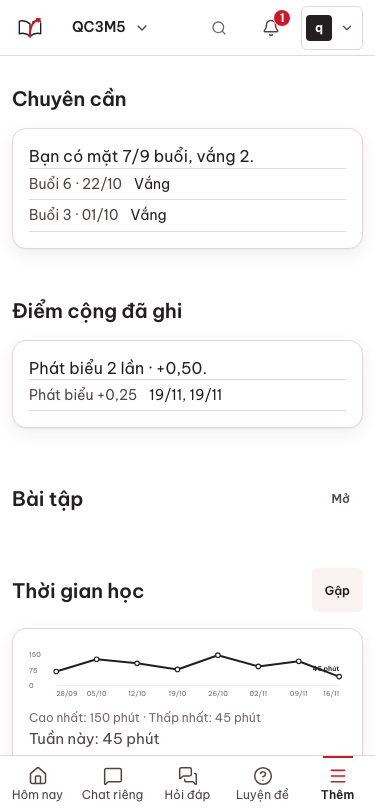 QC3M5
1
q
Chuyên cần
Bạn có mặt 7/9 buổi, vắng 2.
Buổi 6 · 22/10 Vắng
Buổi 3 · 01/10 Vắng
Điểm cộng đã ghi
Phát biểu 2 lần · +0,50.
Phát biểu +0,25 19/11, 19/11
Bài tập
Mở
Thời gian học
Gập
150
75
0
45 phút
28/09 05/10 12/10 19/10 26/10 02/11 09/11 16/11
Cao nhất: 150 phút · Thấp nhất: 45 phút
Tuần này: 45 phút
Hôm nay Chat riêng Hỏi đáp Luyện đề Thêm